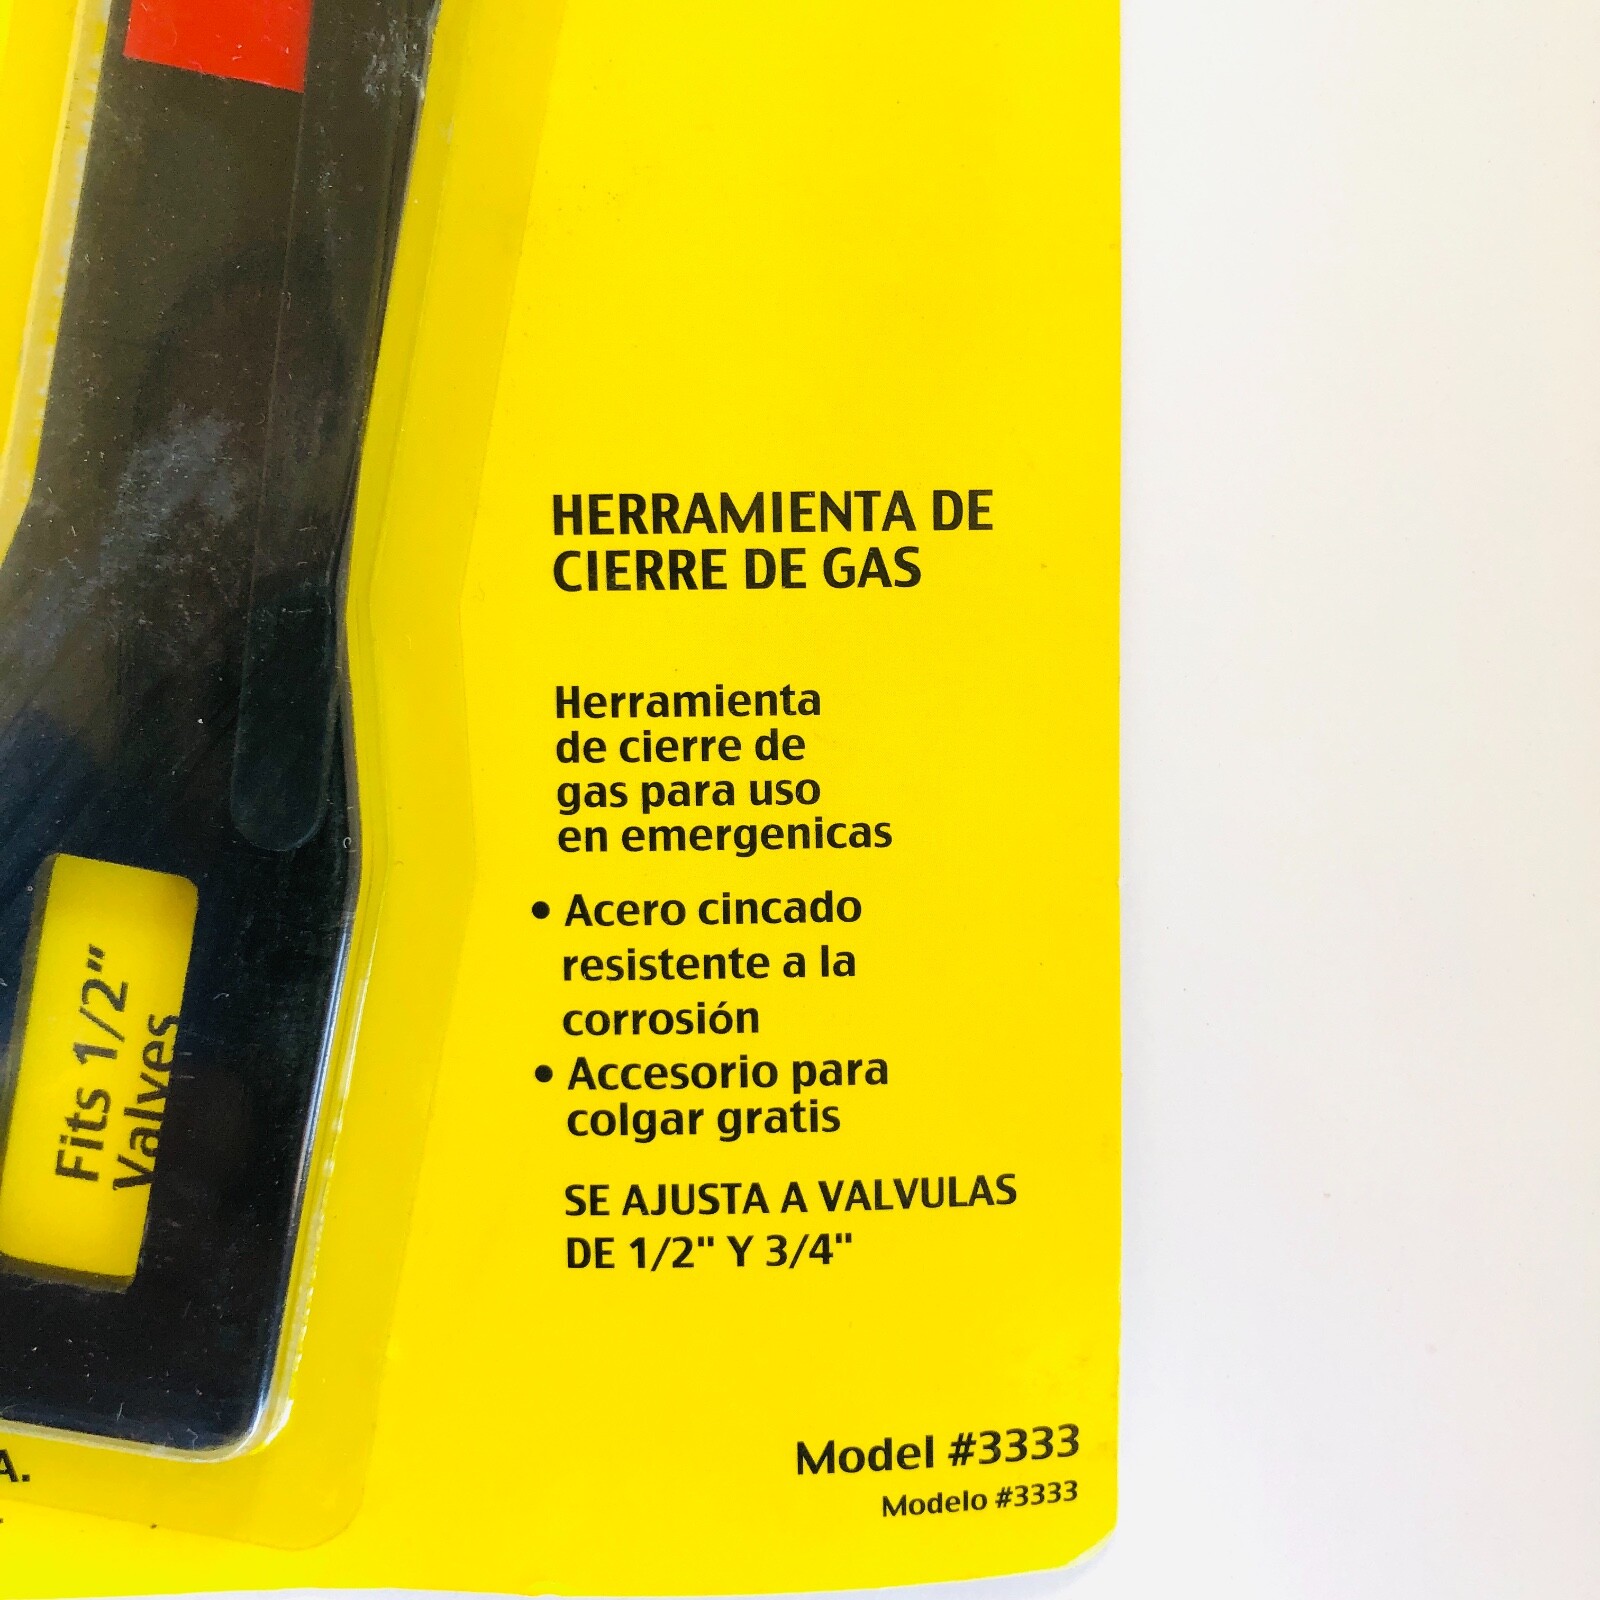 HERRAMIENTA DE
CIERRE DE GAS
Herramienta
de cierre de
gas para uso
en emergenicas
• Acero cincado
resistente a la
corrosión
• Accesorio para
colgar gratis
SE AJUSTA A VALVULAS
DE 1/2" Y 3/4"
Fits 1/2"
Valves
Model #3333
Modelo #3333
A.